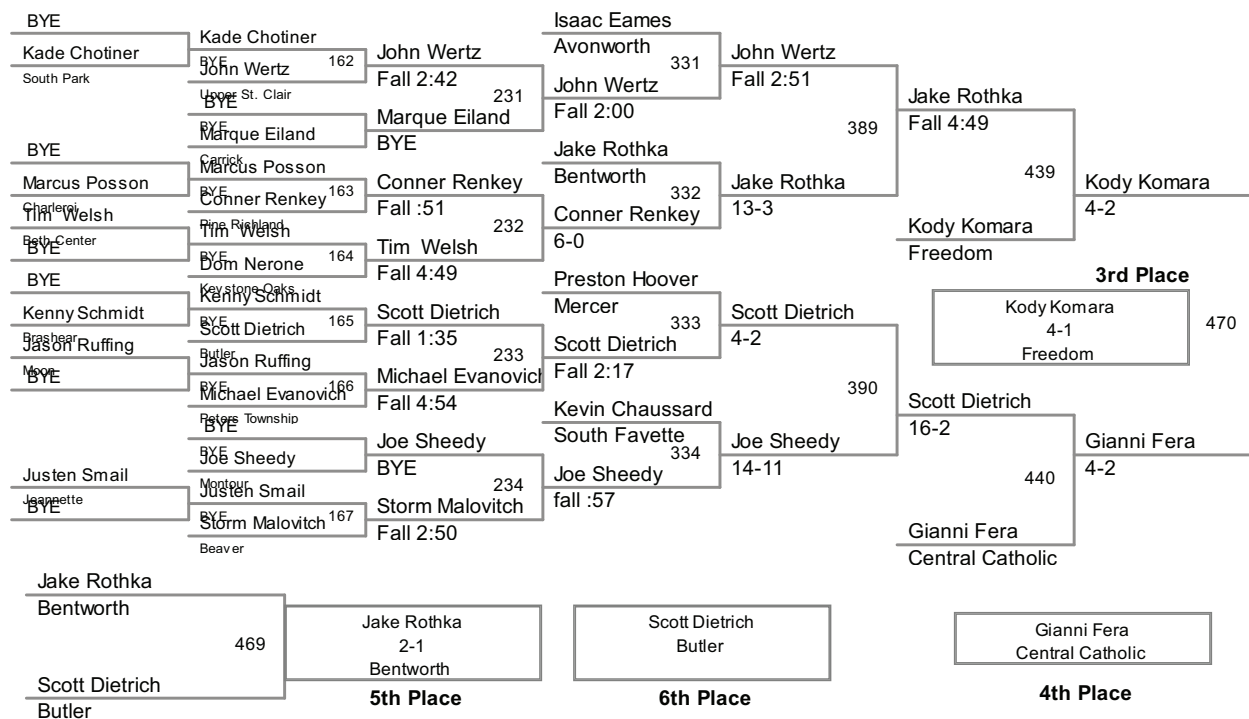 BYE
Kade Chotiner
South Park
BYE
Marcus Posson
Charleroi
Tim Welsh
Beth Center
BYE
BYE
Kenny Schmidt
Brashear
Jason Ruffing
Moon
BYE
Justen Smail
Jeannette
BYE
Kade Chotiner
BYE
162
John Wertz
Upper St. Clair
BYE
BYE
Marque Eiland
Carrick
Marcus Posson
BYE
163
Conner Renkey
Pine Richland
Tim Welsh
BYE
164
Dom Nerone
Keystone Oaks
Kenny Schmidt
BYE
165
Scott Dietrich
Butler
Jason Ruffing
BYE
166
Michael Evanovich
Peters Township
BYE
BYE
Joe Sheedy
Montour
Justen Smail
BYE
167
Storm Malovitch
Beaver
John Wertz
Fall 2:42
231
Marque Eiland
BYE
Conner Renkey
Fall :51
232
Tim Welsh
Fall 4:49
Scott Dietrich
Fall 1:35
233
Michael Evanovich
Fall 4:54
Joe Sheedy
BYE
234
Storm Malovitch
Fall 2:50
Isaac Eames
Avonworth
331
John Wertz
Fall 2:00
Jake Rothka
Bentworth
332
Conner Renkey
6-0
Preston Hoover
Mercer
333
Scott Dietrich
Fall 2:17
Kevin Chaussard
South Favette
334
Joe Sheedy
fall :57
John Wertz
Fall 2:51
389
Jake Rothka
13-3
Scott Dietrich
4-2
390
Joe Sheedy
14-11
Jake Rothka
Fall 4:49
439
Kody Komara
Freedom
Scott Dietrich
16-2
440
Gianni Fera
Central Catholic
Kody Komara
4-2
3rd Place
Kody Komara
4-1
Freedom
470
Gianni Fera
4-2
Jake Rothka
Bentworth
469
Scott Dietrich
Butler
Jake Rothka
2-1
Bentworth
5th Place
Scott Dietrich
Butler
6th Place
Gianni Fera
Central Catholic
4th Place